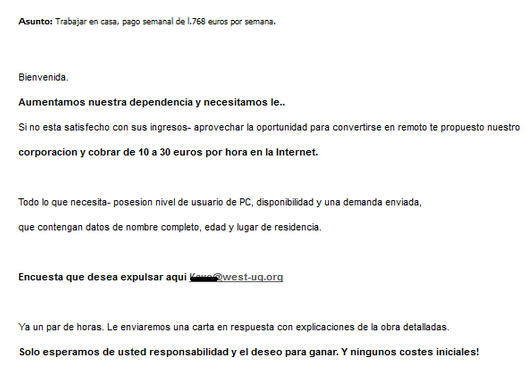 Asunto: Trabajar en casa, pago semanal de l.768 euros por semana.
Bienvenida.
Aumentamos nuestra dependencia y necesitamos le..
Si no esta satisfecho con sus ingresos- aprovechar la oportunidad para convertirse en remoto te propuesto nuestro
corporacion y cobrar de 10 a 30 euros por hora en la Internet.
Todo lo que necesita- posesion nivel de usuario de PC, disponibilidad y una demanda enviada,
que contengan datos de nombre completo, edad y lugar de residencia.
Encuesta que desea expulsar aqui @west-uq.org
Ya un par de horas. Le enviaremos una carta en respuesta con explicaciones de la obra detalladas.
Solo esperamos de usted responsabilidad y el deseo para ganar. Y ningunos costes iniciales!